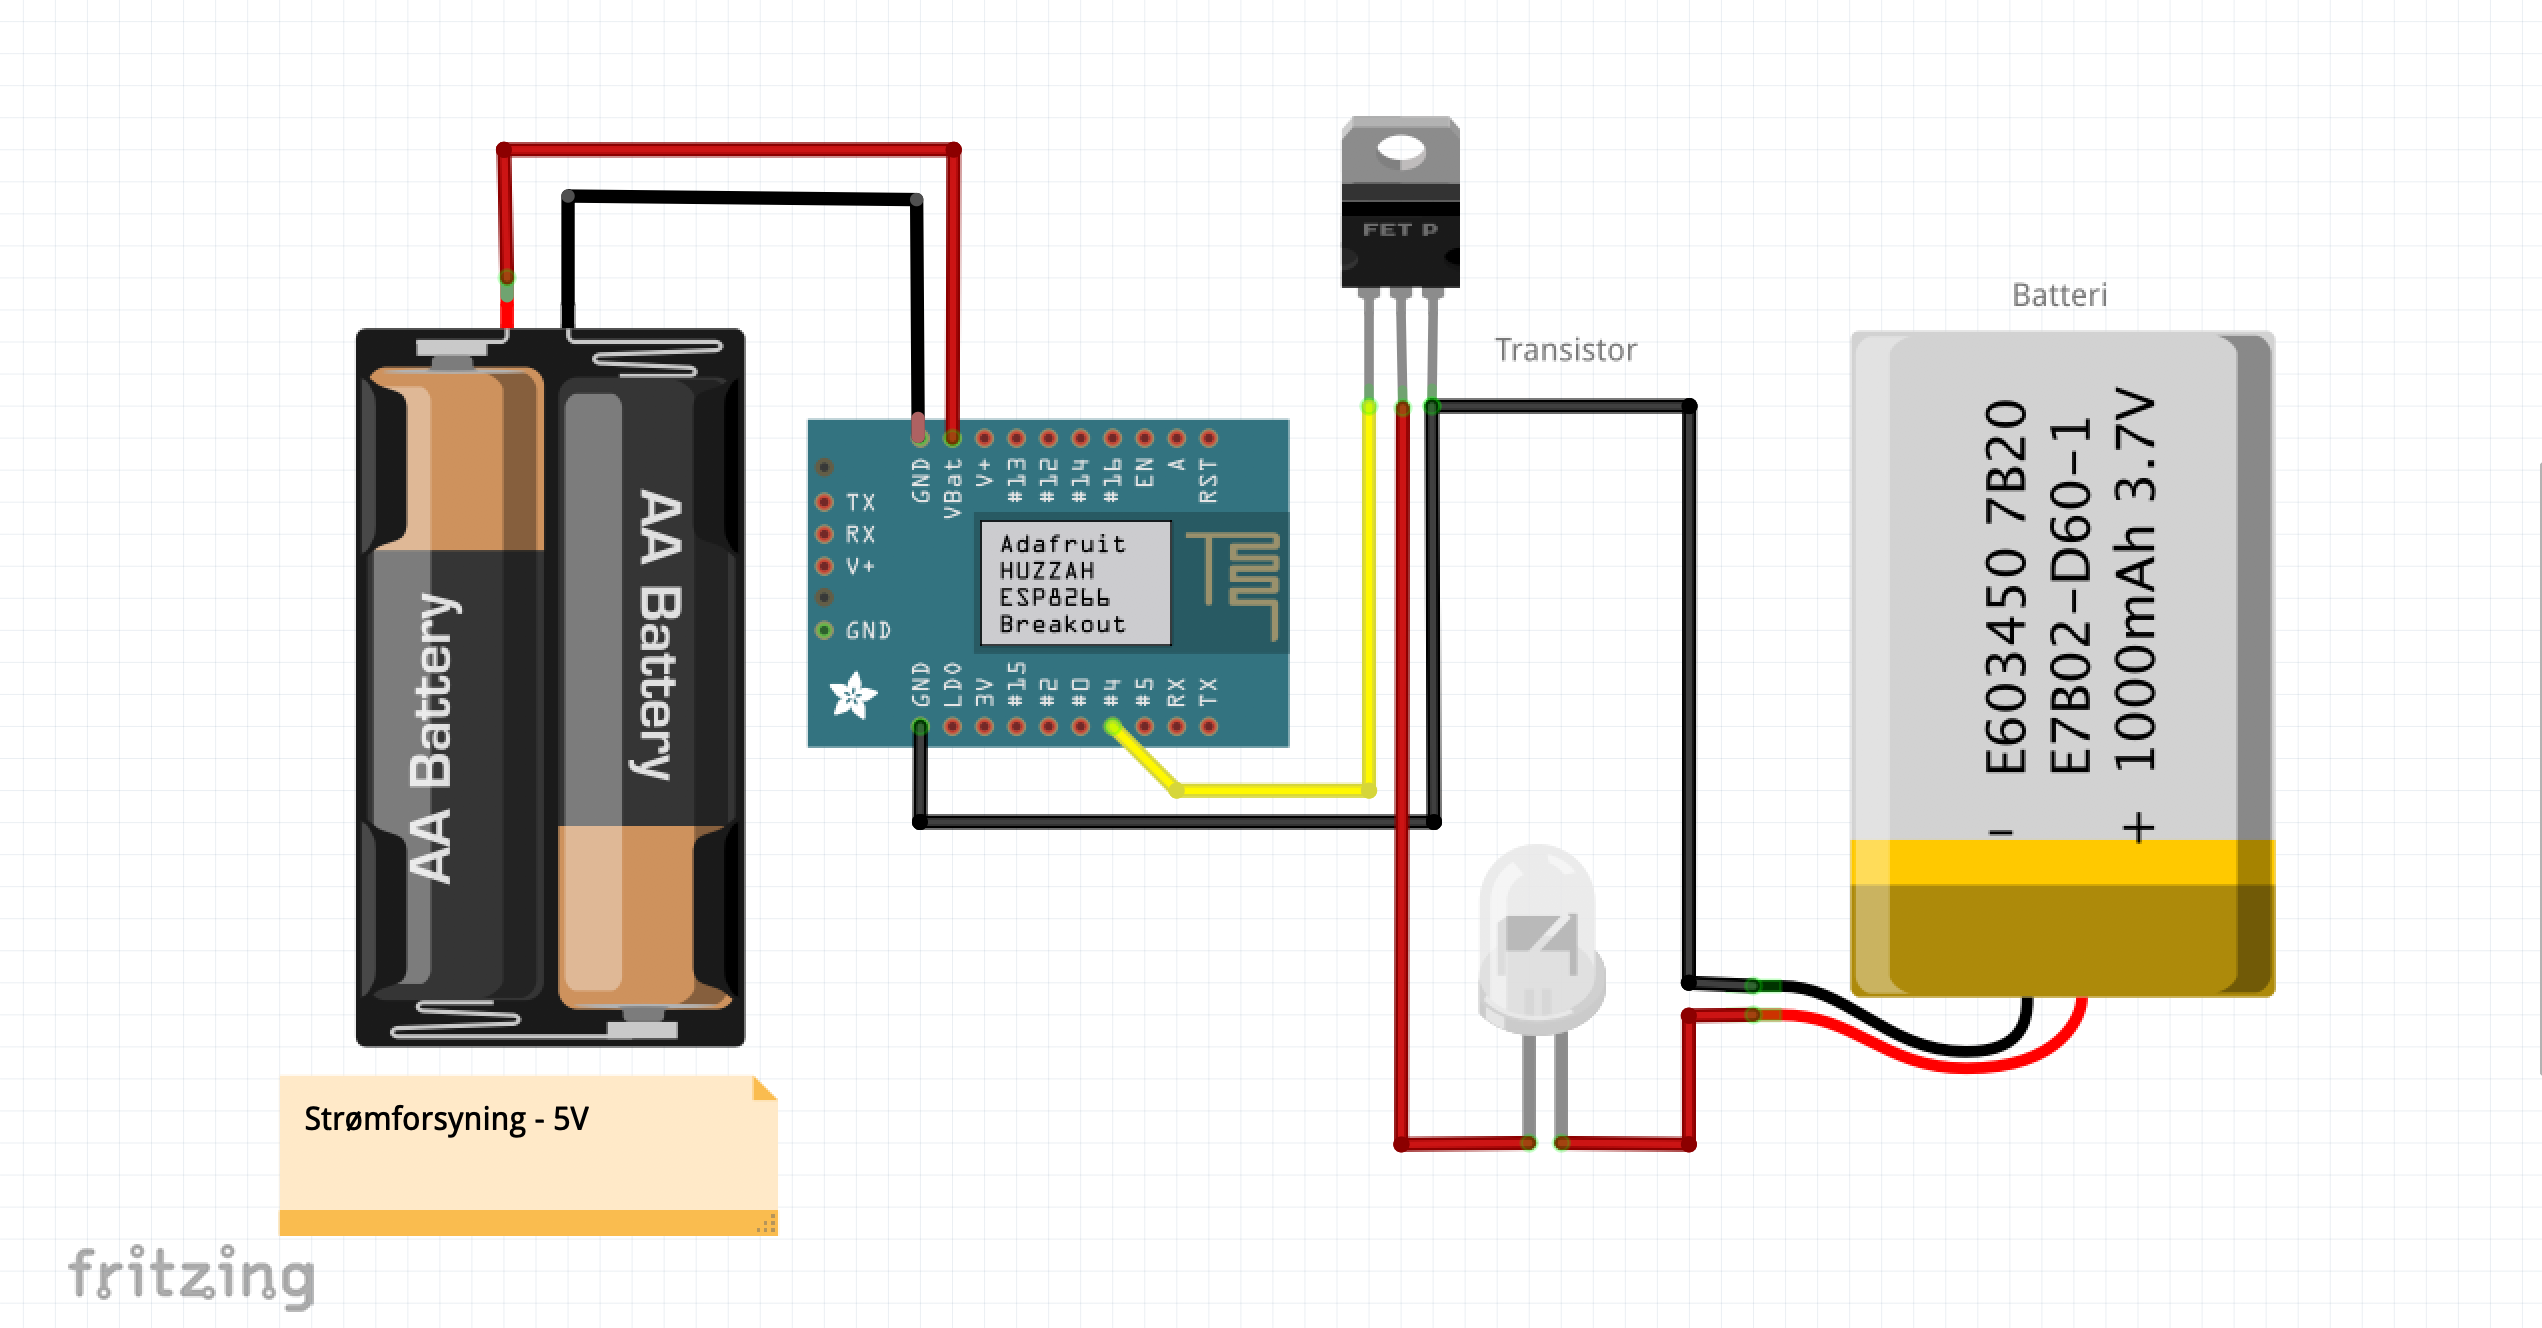 FET P
Batteri
Transistor
AA Battery
AA Battery
GND
VBat
V+
#13
#12
#14
#16
EN
A
RST
TX
RX
V+
GND
Adafruit
HUZZAH
ESP8266
Breakout
GND
LDO
3V
#15
#2
#0
#4
#5
RX
TX
E603450 7B20
E7B02-D60-1
1000mAh 3.7V
- +
Strømforsyning - 5V
fritzing